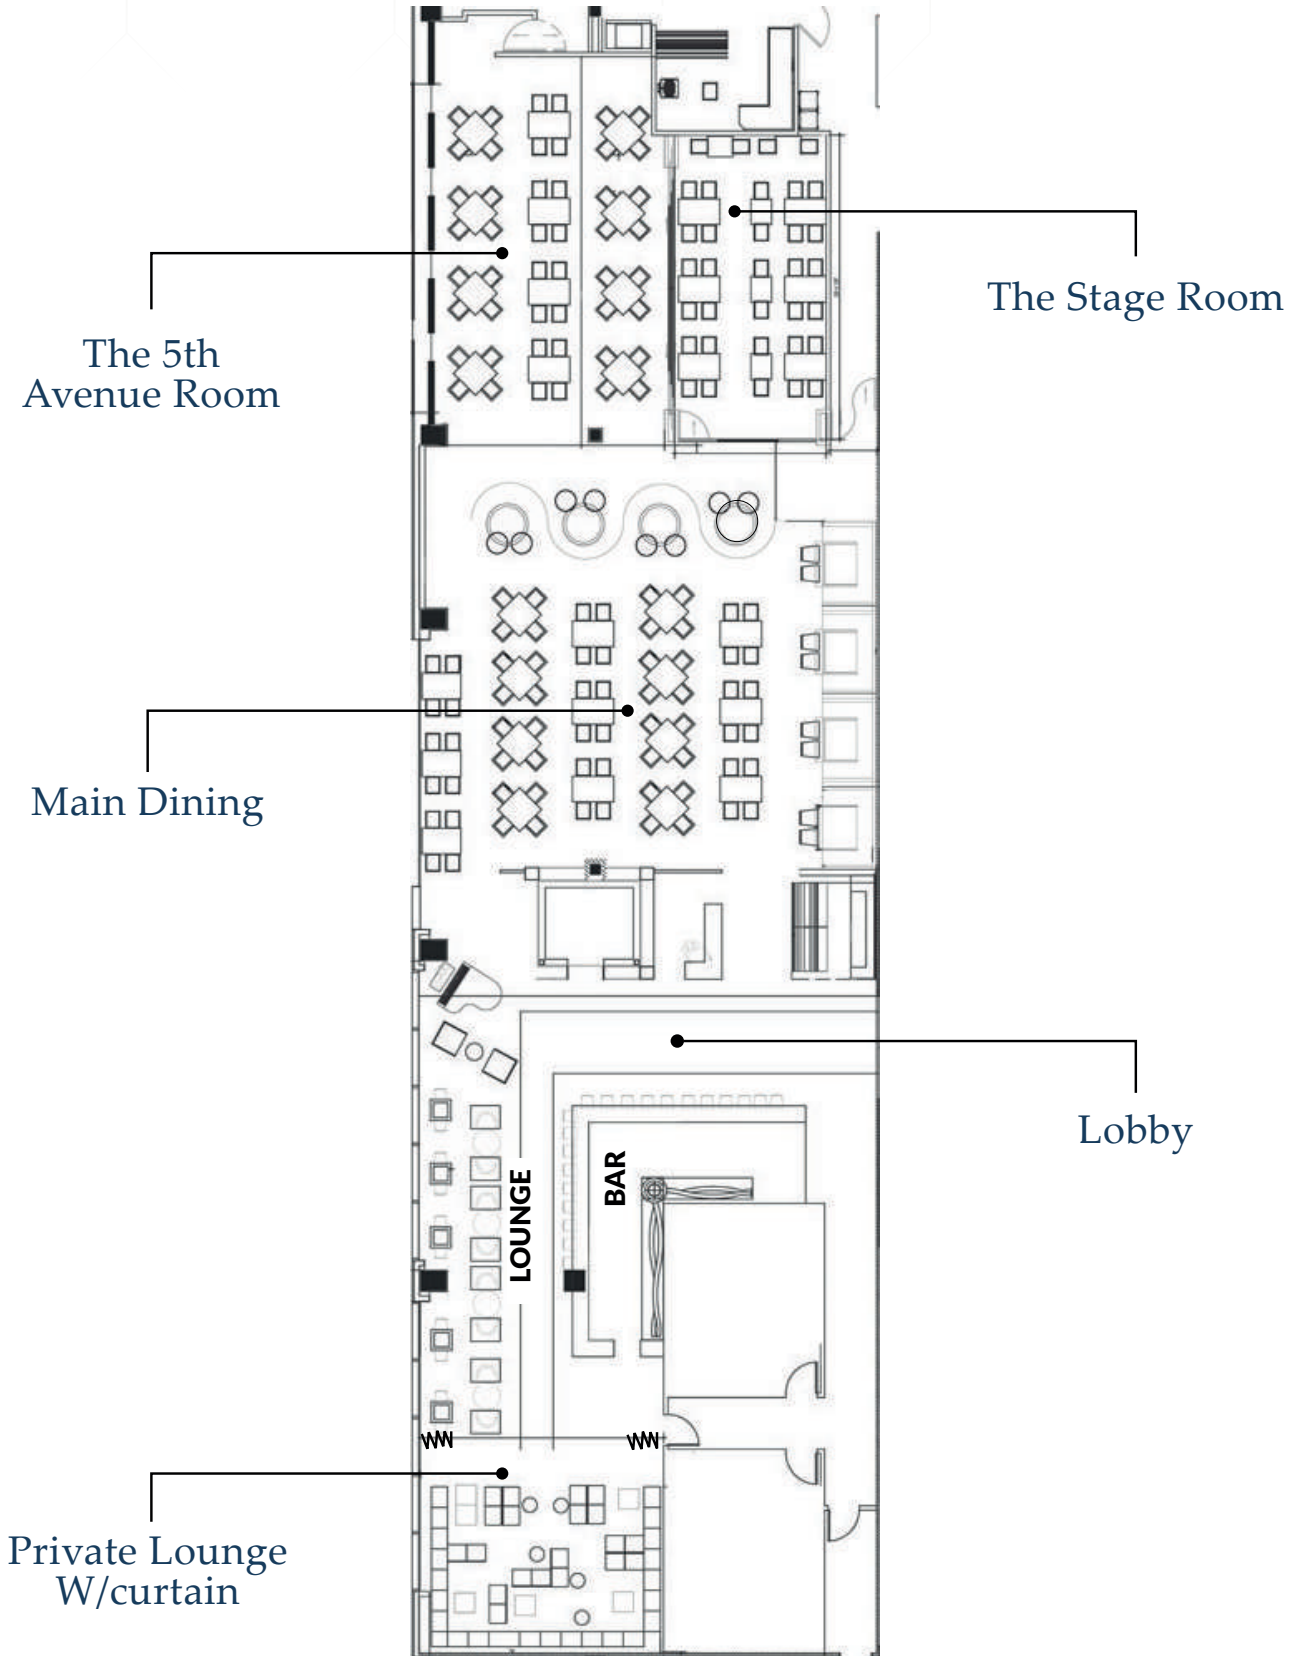 The Stage Room
The 5th
Avenue Room
Main Dining
Lobby
BAR
LOUNGE
Private Lounge
W/curtain